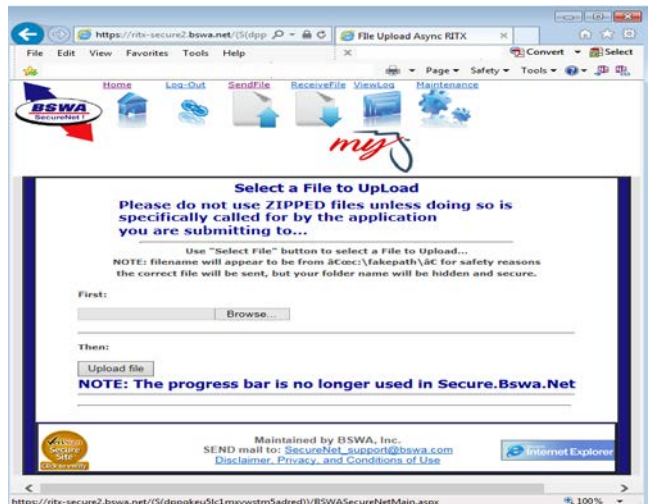 https://ritx-secure2.bswa.net/(S(dpp
File Upload Async RITX
File Edit View Favorites Tools Help
Convert
Select
Page Safety Tools
Home Log-Out SendFile ReceiveFile ViewLog Maintenance
BSWA
SecureNet !
my
Select a File to UpLoad
Please do not use ZIPPED files unless doing so is
specifically called for by the application
you are submitting to...
Use "Select File" button to select a File to Upload...
NOTE: filename will appear to be from â€œc:\fakepath\â€ for safety reasons
the correct file will be sent, but your folder name will be hidden and secure.
First:
Browse...
Then:
Upload file
NOTE: The progress bar is no longer used in Secure.Bswa.Net
Secure
Site
Maintained by BSWA, Inc.
SEND mail to: SecureNet_support@bswa.com
Disclaimer, Privacy, and Conditions of Use
Internet Explorer
100%